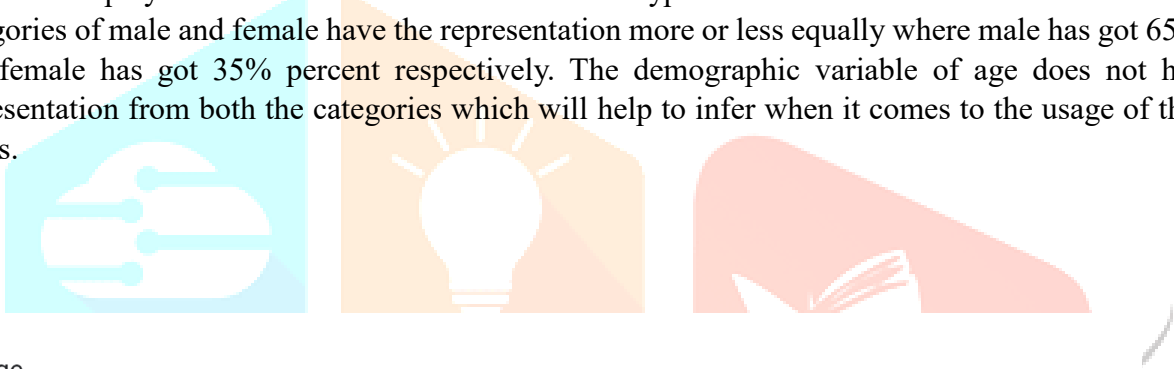 gories of male and female have the representation more or less equally where male has got 65
female has got 35% percent respectively. The demographic variable of age does not h
esentation from both the categories which will help to infer when it comes to the usage of th
s.